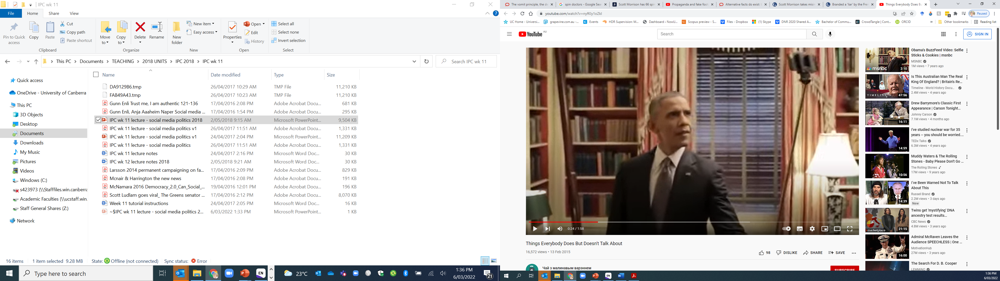 IPC wk 11
File
Home
Share
View
Pin to Quick access
Copy
Paste
Cut
Copy path
Paste shortcut
Clipboard
Move to
Copy to
Delete
Rename
Organize
New folder
New item
Easy access
New
Properties
Open
Edit
History
Open
Select all
Select none
Invert selection
Select
This PC > Documents > TEACHING > 2018 UNITS > IPC 2018 > IPC wk 11
Search IPC wk 11
Quick access
OneDrive - University of Canberra
This PC
3D Objects
Desktop
Documents
Downloads
My Music
Pictures
Videos
Windows (C:)
s423973 (\\Stafffiles.win.canberra
Academic Faculties (\\ucstaff.win.
Staff General Shares (Z:)
Network
Name Date modified Type Size
DA9129B6.tmp 26/04/2017 10:29 AM TMP File 11,210 KB
FAB49A43.tmp 26/04/2017 10:23 AM TMP File 11,210 KB
Gunn Enli Trust me, I am authentic 121-136 17/04/2016 2:08 PM Adobe Acrobat Docu... 681 KB
Gunn Enli, Anja Aaaheim Naper Social media ... 17/04/2016 1:54 PM Adobe Acrobat Docu... 295 KB
IPC wk 11 lecture - social media politics 2018 2/05/2018 9:15 AM Microsoft PowerPoint... 9,504 KB
IPC wk 11 lecture - social media politics v1 26/04/2017 11:51 AM Adobe Acrobat Docu... 1,331 KB
IPC wk 11 lecture - social media politics v1 24/04/2017 2:04 PM Microsoft PowerPoint... 11,209 KB
IPC wk 11 lecture - social media politics 26/04/2017 11:51 AM Adobe Acrobat Docu... 1,331 KB
IPC wk 11 lecture notes 24/04/2017 2:16 PM Microsoft Word Doc... 30 KB
IPC wk 12 lecture notes 2018 2/05/2018 9:21 AM Microsoft Word Doc... 30 KB
Larsson 2014 permanent campaigning on fa... 17/04/2016 2:09 PM Adobe Acrobat Docu... 829 KB
Mcnair & Harrington the new news 17/04/2016 2:08 PM Adobe Acrobat Docu... 191 KB
McNamara 2016 Democracy_2.0_Can_Social_... 19/04/2016 12:01 PM Adobe Acrobat Docu... 196 KB
Scott Ludlam goes viral_ The Greens senator ... 17/04/2016 2:12 PM Adobe Acrobat Docu... 8,070 KB
Week 11 tutorial instructions 24/04/2017 2:05 PM Microsoft Word Doc... 16 KB
~$IPC wk 11 lecture - social media politics 2... 6/03/2022 1:33 PM Microsoft PowerPoint... 1 KB
16 items 1 item selected 9.28 MB State: Offline (not connected) Sync status: Error
Type here to search
EN
23°C
1:36 PM
6/03/2022
21
The vomit principle, the de
spin doctors - Google Sea
Scott Morrison has 66 spin
Propaganda and fake foot
Alternative facts do exist: b
Scott Morrison takes misin
Branded a 'liar' by the Fren
Things Everybody Does Bu
youtube.com/watch?v=nyfKly1oZkI
Paused
UC Home - Universi...
grapevine.com.au -...
Events
HDR Supervision: M...
Dashboard ‹ NowU...
Scopus preview - S...
Files - Dropbox
(1) Skype
DNR 2020 Shared A...
Bachelor of Commu...
CrowdTangle | Cont...
ORCID
Other bookmarks
Reading list
YouTube AU
Search
SIGN IN
0:24 / 1:58
Things Everybody Does But Doesn't Talk About
16,572 views • 13 Feb 2015
98 DISLIKE SHARE SAVE
Чай з малинавым варэннем
SUBSCRIBE
msnbc
2:10
Obama's BuzzFeed Video: Selfie
Sticks & Cookies | msnbc
MSNBC
1M views • 7 years ago
TIMELINE
47:56
Is This Australian Man The Real
King Of England? | Britain's Re...
Timeline - World History Docu...
2.4M views • 4 years ago
16:11
Drew Barrymore's Classic First
Appearance | Carson Tonight...
Johnny Carson
7.1M views • 4 months ago
14:59
I've studied nuclear war for 35
years -- you should be worried....
TEDx Talks
6.3M views • 4 years ago
10:56
Muddy Waters & The Rolling
Stones - Baby Please Don't Go ...
The Rolling Stones
17M views • 9 years ago
14:39
I've Been Warned Not To Talk
About This
Russell Brand
2.2M views • 3 days ago
New
marketplace
21:15
Twins get 'mystifying' DNA
ancestry test results...
CBC News
4.8M views • 3 years ago
16:00
Admiral McRaven Leaves the
Audience SPEECHLESS | One ...
MotivationHub
27M views • 3 years ago
The Search For D. B. Cooper
LEMMiNO
EN
1:36 PM
6/03/2022